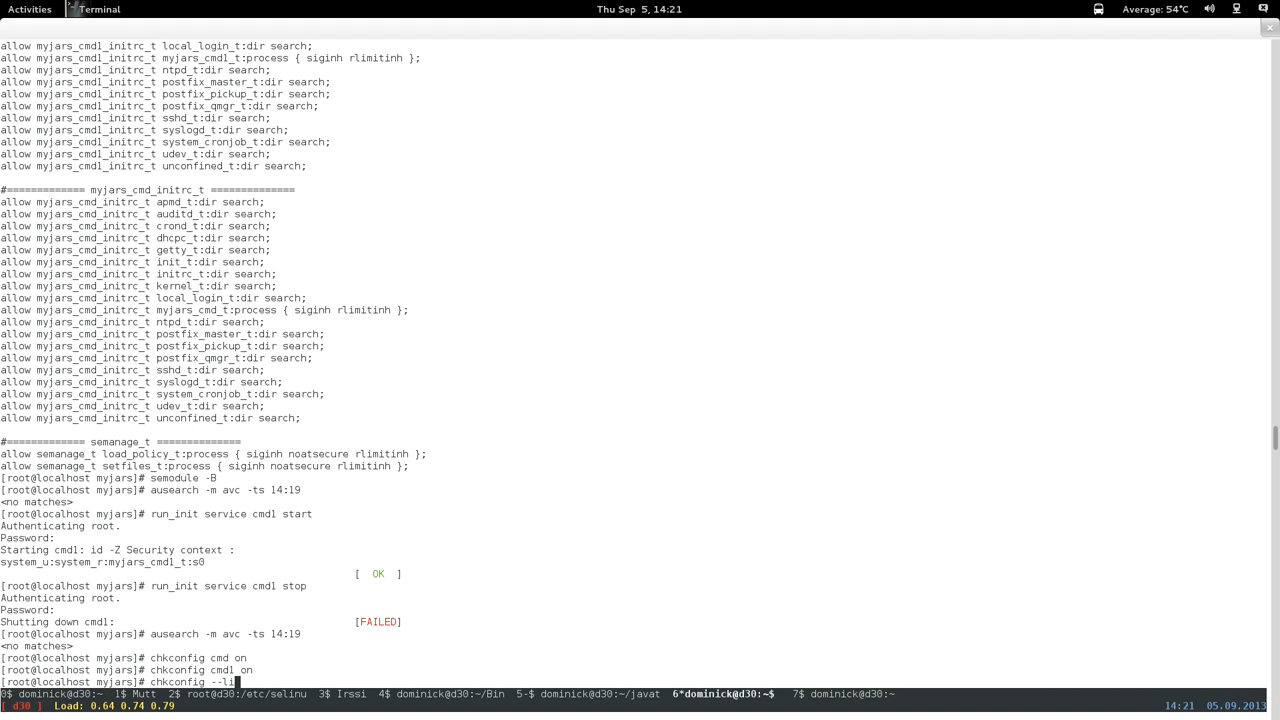 Activities Terminal Thu Sep 5, 14:21 Average: 54°C
allow myjars_cmd1_initrc_t local_login_t:dir search;
allow myjars_cmd1_initrc_t myjars_cmd1_t:process { siginh rlimitinh };
allow myjars_cmd1_initrc_t ntpd_t:dir search;
allow myjars_cmd1_initrc_t postfix_master_t:dir search;
allow myjars_cmd1_initrc_t postfix_pickup_t:dir search;
allow myjars_cmd1_initrc_t postfix_qmgr_t:dir search;
allow myjars_cmd1_initrc_t sshd_t:dir search;
allow myjars_cmd1_initrc_t syslogd_t:dir search;
allow myjars_cmd1_initrc_t system_cronjob_t:dir search;
allow myjars_cmd1_initrc_t udev_t:dir search;
allow myjars_cmd1_initrc_t unconfined_t:dir search;
#============= myjars_cmd_initrc_t ==============
allow myjars_cmd_initrc_t apmd_t:dir search;
allow myjars_cmd_initrc_t auditd_t:dir search;
allow myjars_cmd_initrc_t crond_t:dir search;
allow myjars_cmd_initrc_t dhcpc_t:dir search;
allow myjars_cmd_initrc_t getty_t:dir search;
allow myjars_cmd_initrc_t init_t:dir search;
allow myjars_cmd_initrc_t initrc_t:dir search;
allow myjars_cmd_initrc_t kernel_t:dir search;
allow myjars_cmd_initrc_t local_login_t:dir search;
allow myjars_cmd_initrc_t myjars_cmd_t:process { siginh rlimitinh };
allow myjars_cmd_initrc_t ntpd_t:dir search;
allow myjars_cmd_initrc_t postfix_master_t:dir search;
allow myjars_cmd_initrc_t postfix_pickup_t:dir search;
allow myjars_cmd_initrc_t postfix_qmgr_t:dir search;
allow myjars_cmd_initrc_t sshd_t:dir search;
allow myjars_cmd_initrc_t syslogd_t:dir search;
allow myjars_cmd_initrc_t system_cronjob_t:dir search;
allow myjars_cmd_initrc_t udev_t:dir search;
allow myjars_cmd_initrc_t unconfined_t:dir search;
#============= semanage_t ==============
allow semanage_t load_policy_t:process { siginh noatsecure rlimitinh };
allow semanage_t setfiles_t:process { siginh noatsecure rlimitinh };
[root@localhost myjars]# semodule -B
[root@localhost myjars]# ausearch -m avc -ts 14:19
<no matches>
[root@localhost myjars]# run_init service cmd1 start
Authenticating root.
Password:
Starting cmd1: id -Z Security context :
system_u:system_r:myjars_cmd1_t:s0
[ OK ]
[root@localhost myjars]# run_init service cmd1 stop
Authenticating root.
Password:
Shutting down cmd1: [FAILED]
[root@localhost myjars]# ausearch -m avc -ts 14:19
<no matches>
[root@localhost myjars]# chkconfig cmd on
[root@localhost myjars]# chkconfig cmd1 on
[root@localhost myjars]# chkconfig --li
0$ dominick@d30:~ 1$ Mutt 2$ root@d30:/etc/selinu 3$ Irssi 4$ dominick@d30:~/Bin 5-$ dominick@d30:~/javat 6*dominick@d30:~$ 7$ dominick@d30:~
[ d30 ] Load: 0.64 0.74 0.79 14:21 05.09.2013